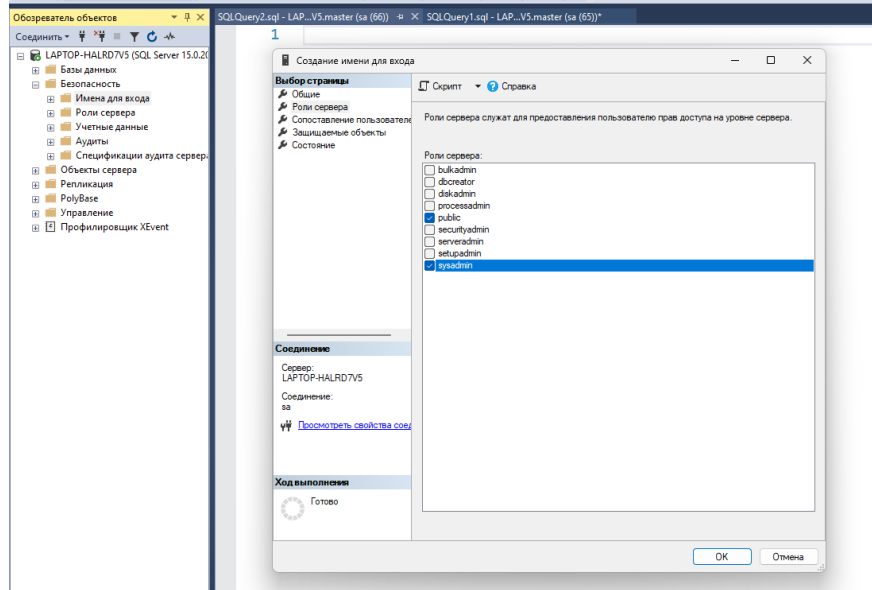 Обозреватель объектов
SQLQuery2.sql - LAP...V5.master (sa (66))
SQLQuery1.sql - LAP...V5.master (sa (65))*
Соединить
1
LAPTOP-HALRD7V5 (SQL Server 15.0.20
Базы данных
Безопасность
Имена для входа
Роли сервера
Учетные данные
Аудиты
Спецификации аудита сервера
Объекты сервера
Репликация
PolyBase
Управление
Профилировщик XEvent
Создание имени для входа
Выбор страницы
Общие
Роли сервера
Сопоставление пользователе
Защищаемые объекты
Состояние
Скрипт
Справка
Роли сервера служат для предоставления пользователю прав доступа на уровне сервера.
Роли сервера:
bulkadmin
dbcreator
diskadmin
processadmin
public
securityadmin
serveradmin
setupadmin
sysadmin
Соединение
Сервер:
LAPTOP-HALRD7V5
Соединение:
sa
Просмотреть свойства соед
Ход выполнения
Готово
OK
Отмена